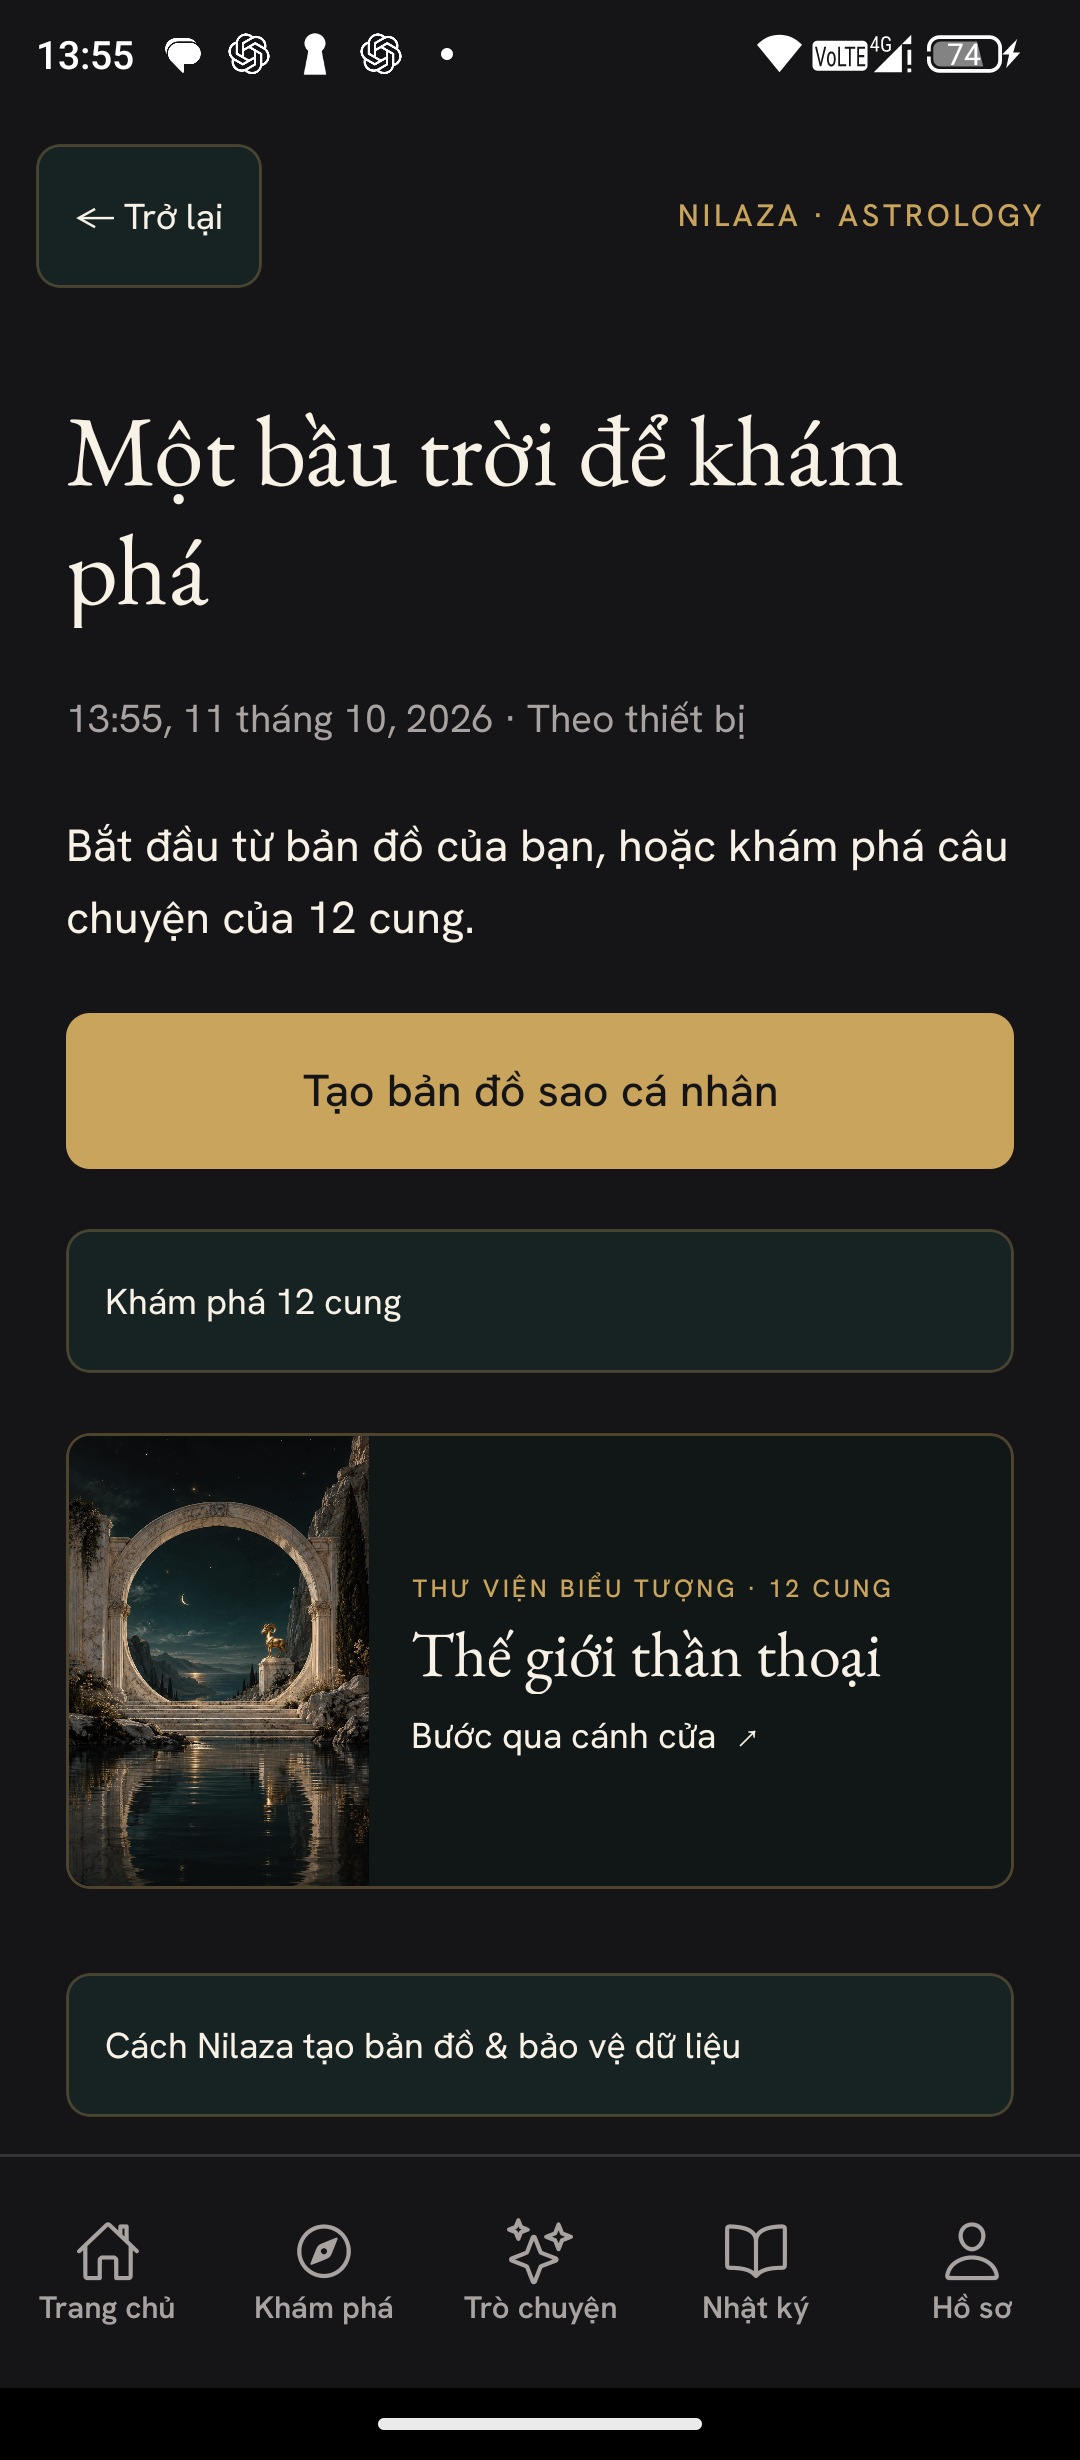 13:55
VoLTE 4G 74
← Trở lại
NILAZA · ASTROLOGY
Một bầu trời để khám
phá
13:55, 11 tháng 10, 2026 · Theo thiết bị
Bắt đầu từ bản đồ của bạn, hoặc khám phá câu
chuyện của 12 cung.
Tạo bản đồ sao cá nhân
Khám phá 12 cung
THƯ VIỆN BIỂU TƯỢNG · 12 CUNG
Thế giới thần thoại
Bước qua cánh cửa ↗
Cách Nilaza tạo bản đồ & bảo vệ dữ liệu
Trang chủ
Khám phá
Trò chuyện
Nhật ký
Hồ sơ